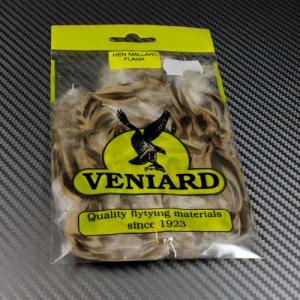 HEN MALLARD
FLANK
VENIARD
Quality flytying materials
since 1923